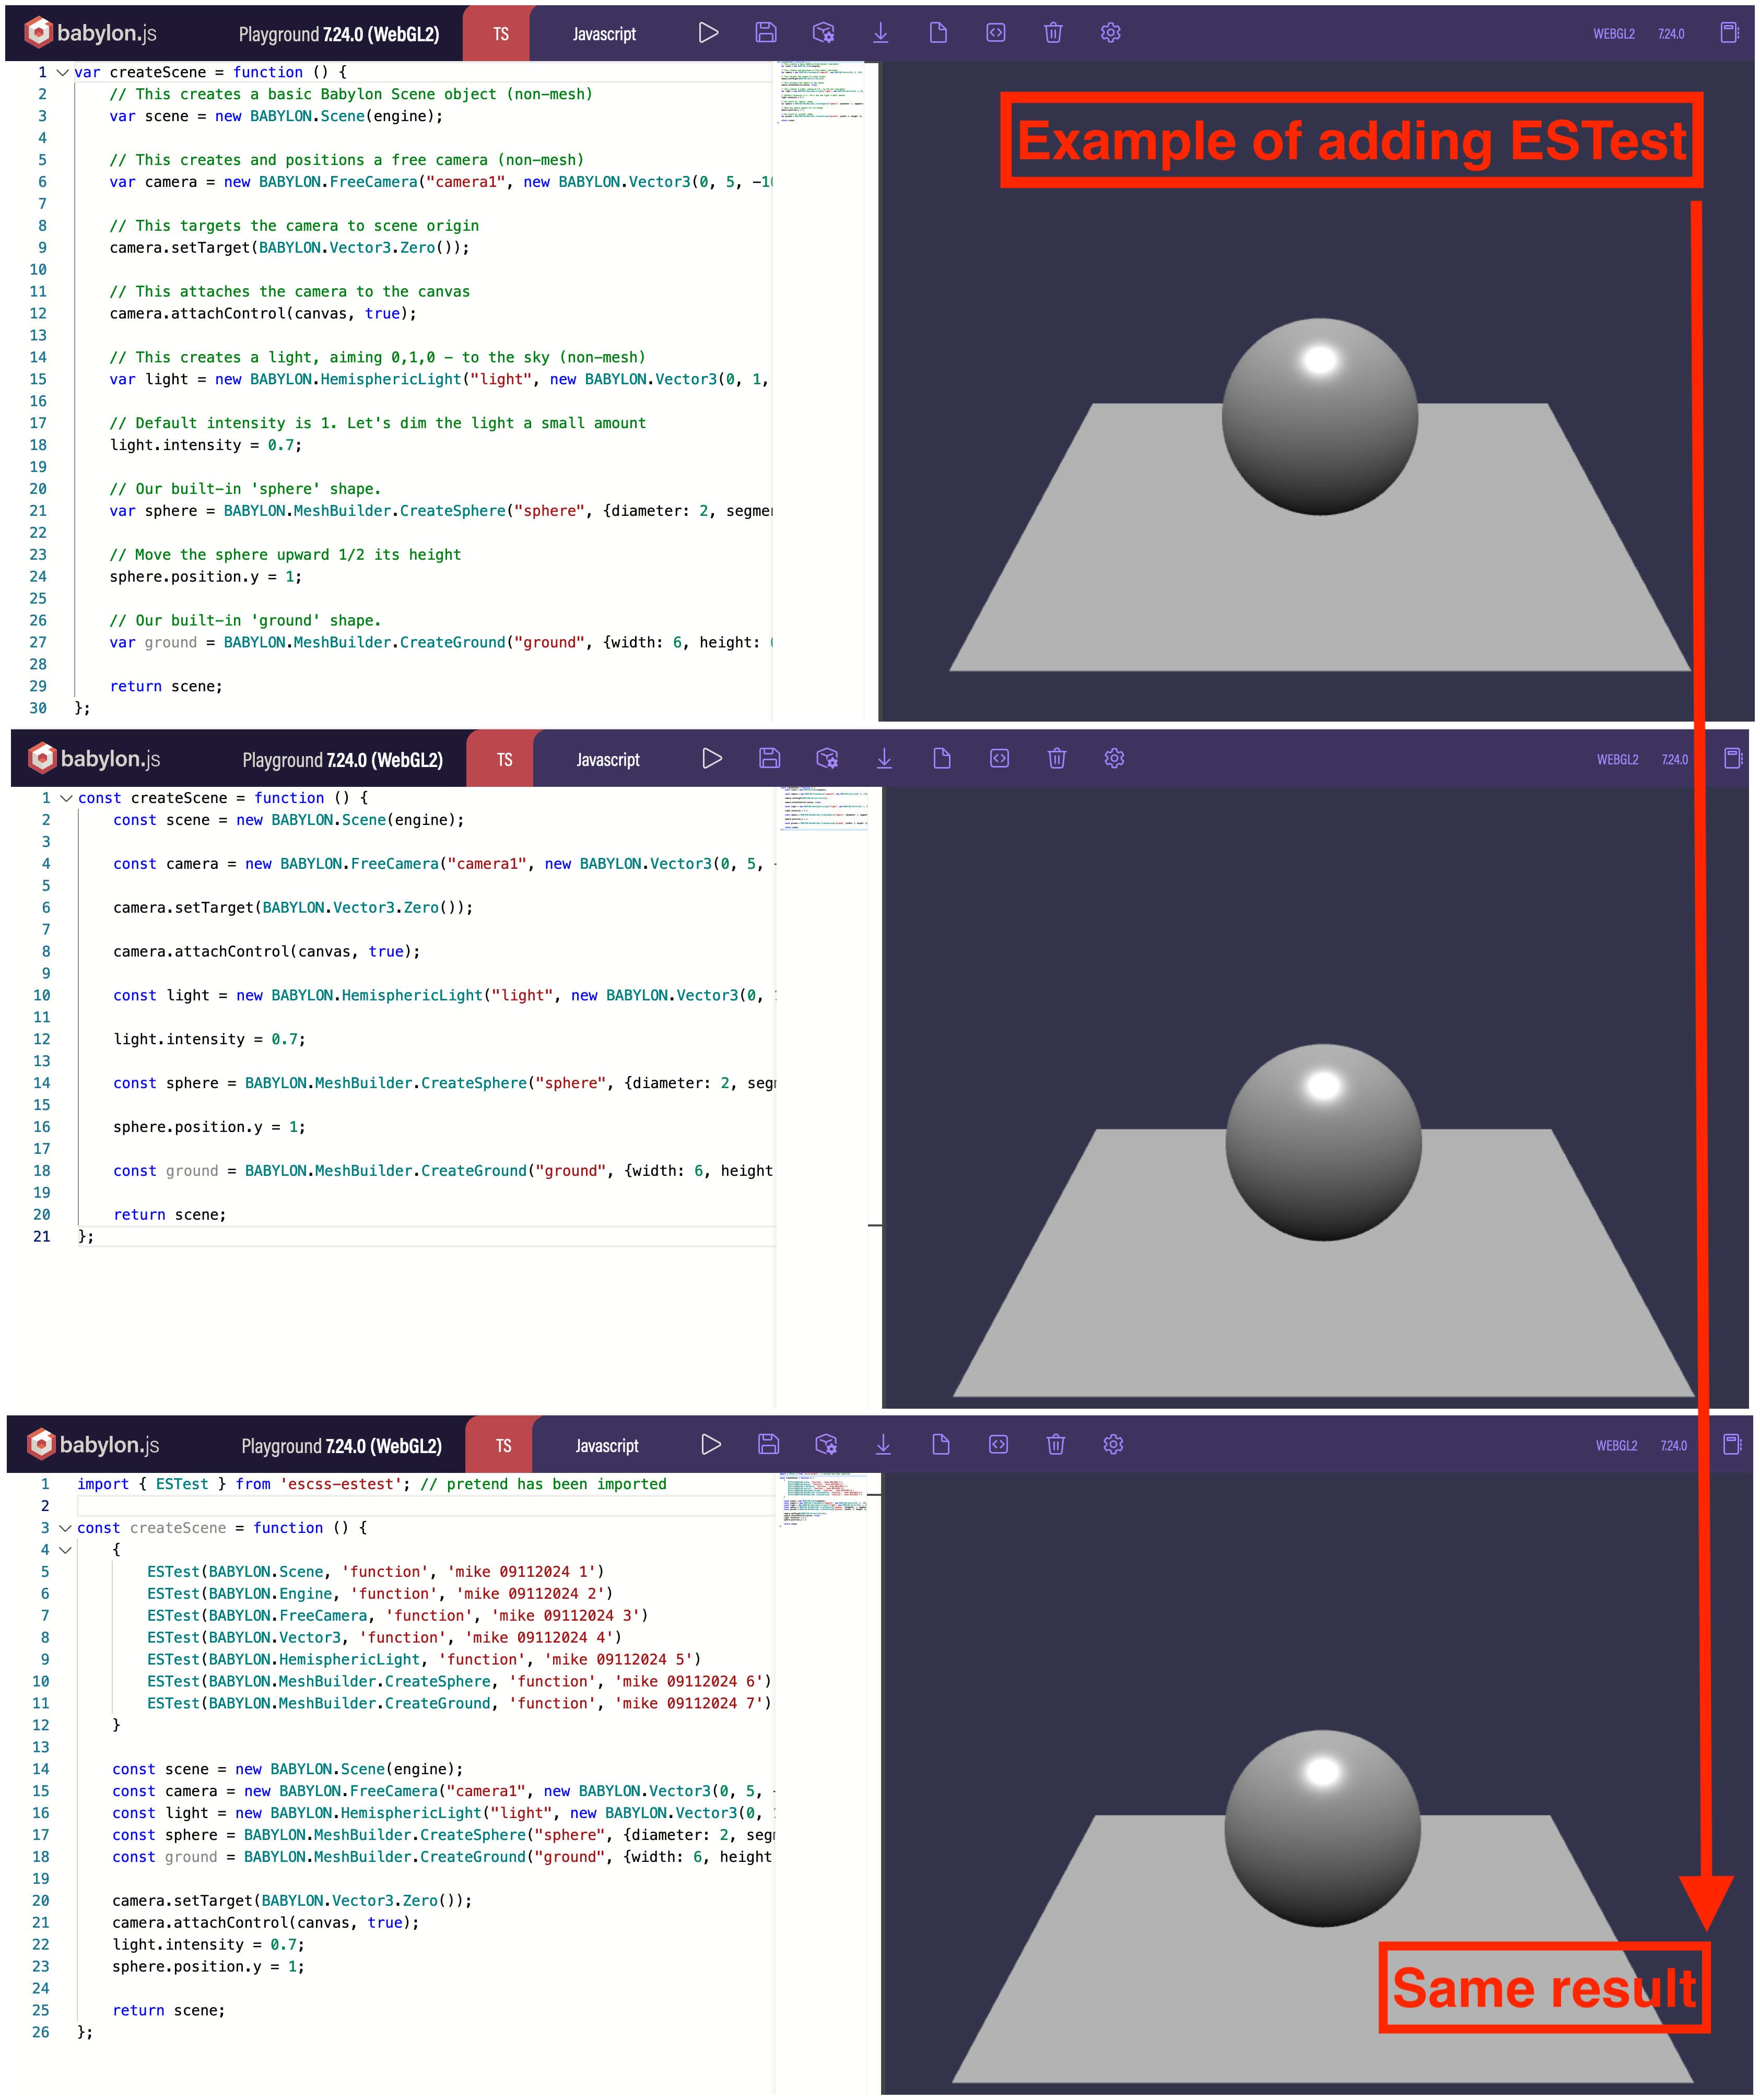 babylon.js
Playground 7.24.0 (WebGL2)
TS
Javascript
WEBGL2
7.24.0
1 var createScene = function () {
2 // This creates a basic Babylon Scene object (non-mesh)
3 var scene = new BABYLON.Scene(engine);
4
5 // This creates and positions a free camera (non-mesh)
6 var camera = new BABYLON.FreeCamera("camera1", new BABYLON.Vector3(0, 5, -10
7
8 // This targets the camera to scene origin
9 camera.setTarget(BABYLON.Vector3.Zero());
10
11 // This attaches the camera to the canvas
12 camera.attachControl(canvas, true);
13
14 // This creates a light, aiming 0,1,0 - to the sky (non-mesh)
15 var light = new BABYLON.HemisphericLight("light", new BABYLON.Vector3(0, 1,
16
17 // Default intensity is 1. Let's dim the light a small amount
18 light.intensity = 0.7;
19
20 // Our built-in 'sphere' shape.
21 var sphere = BABYLON.MeshBuilder.CreateSphere("sphere", {diameter: 2, segmen
22
23 // Move the sphere upward 1/2 its height
24 sphere.position.y = 1;
25
26 // Our built-in 'ground' shape.
27 var ground = BABYLON.MeshBuilder.CreateGround("ground", {width: 6, height:
28
29 return scene;
30 };
Example of adding ESTest
babylon.js
Playground 7.24.0 (WebGL2)
TS
Javascript
WEBGL2
7.24.0
1 const createScene = function () {
2 const scene = new BABYLON.Scene(engine);
3
4 const camera = new BABYLON.FreeCamera("camera1", new BABYLON.Vector3(0, 5, -
5
6 camera.setTarget(BABYLON.Vector3.Zero());
7
8 camera.attachControl(canvas, true);
9
10 const light = new BABYLON.HemisphericLight("light", new BABYLON.Vector3(0,
11
12 light.intensity = 0.7;
13
14 const sphere = BABYLON.MeshBuilder.CreateSphere("sphere", {diameter: 2, segm
15
16 sphere.position.y = 1;
17
18 const ground = BABYLON.MeshBuilder.CreateGround("ground", {width: 6, height
19
20 return scene;
21 };
babylon.js
Playground 7.24.0 (WebGL2)
TS
Javascript
WEBGL2
7.24.0
1 import { ESTest } from 'escss-estest'; // pretend has been imported
2
3 const createScene = function () {
4 {
5 ESTest(BABYLON.Scene, 'function', 'mike 09112024 1')
6 ESTest(BABYLON.Engine, 'function', 'mike 09112024 2')
7 ESTest(BABYLON.FreeCamera, 'function', 'mike 09112024 3')
8 ESTest(BABYLON.Vector3, 'function', 'mike 09112024 4')
9 ESTest(BABYLON.HemisphericLight, 'function', 'mike 09112024 5')
10 ESTest(BABYLON.MeshBuilder.CreateSphere, 'function', 'mike 09112024 6')
11 ESTest(BABYLON.MeshBuilder.CreateGround, 'function', 'mike 09112024 7')
12 }
13
14 const scene = new BABYLON.Scene(engine);
15 const camera = new BABYLON.FreeCamera("camera1", new BABYLON.Vector3(0, 5, -
16 const light = new BABYLON.HemisphericLight("light", new BABYLON.Vector3(0,
17 const sphere = BABYLON.MeshBuilder.CreateSphere("sphere", {diameter: 2, segm
18 const ground = BABYLON.MeshBuilder.CreateGround("ground", {width: 6, height
19
20 camera.setTarget(BABYLON.Vector3.Zero());
21 camera.attachControl(canvas, true);
22 light.intensity = 0.7;
23 sphere.position.y = 1;
24
25 return scene;
26 };
Same result